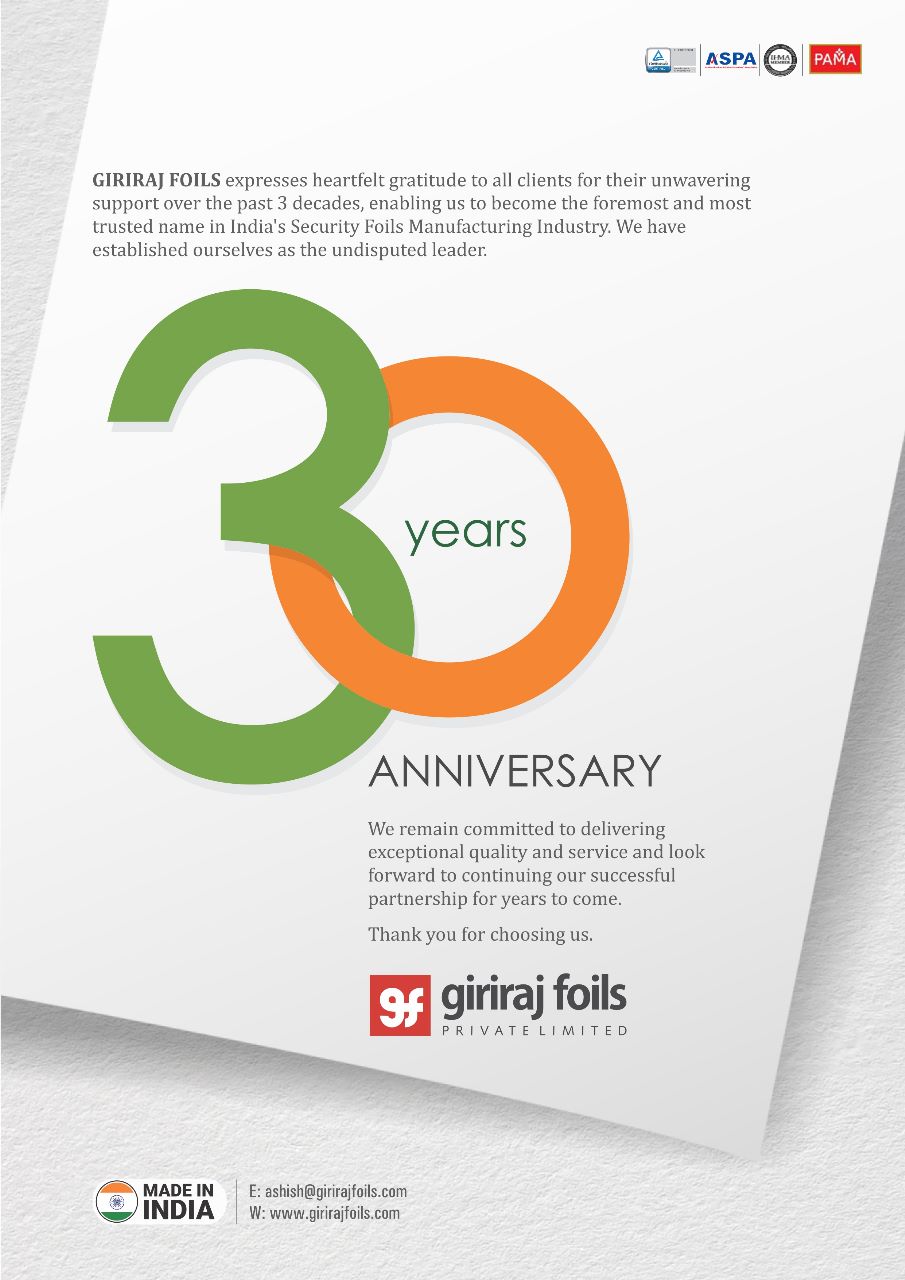 ASPA
IHMA
MEMBER
PAMA
GIRIRAJ FOILS expresses heartfelt gratitude to all clients for their unwavering
support over the past 3 decades, enabling us to become the foremost and most
trusted name in India's Security Foils Manufacturing Industry. We have
established ourselves as the undisputed leader.
30
years
ANNIVERSARY
We remain committed to delivering
exceptional quality and service and look
forward to continuing our successful
partnership for years to come.
Thank you for choosing us.
gf giriraj foils
PRIVATE LIMITED
MADE IN
INDIA
E: ashish@girirajfoils.com
W: www.girirajfoils.com